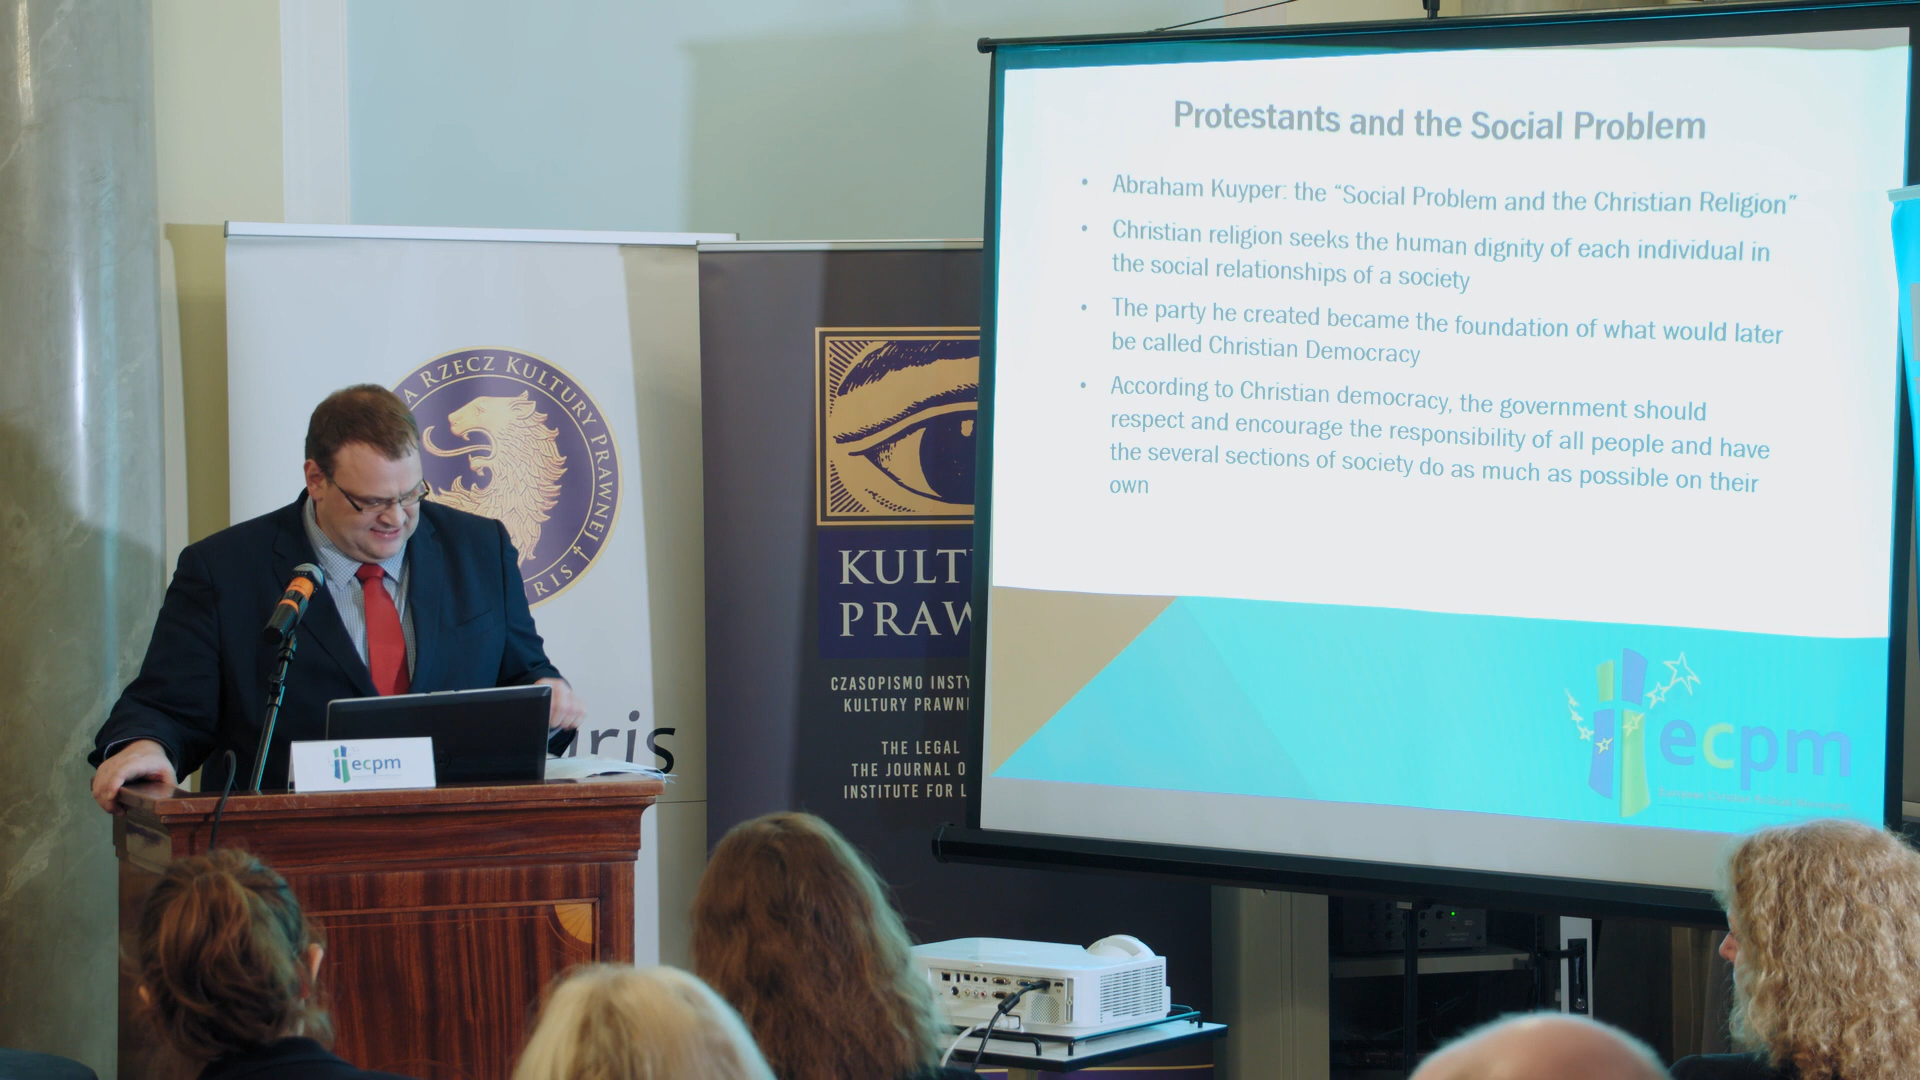 Protestants and the Social Problem
• Abraham Kuyper: the “Social Problem and the Christian Religion”
• Christian religion seeks the human dignity of each individual in
the social relationships of a society
• The party he created became the foundation of what would later
be called Christian Democracy
• According to Christian democracy, the government should
respect and encourage the responsibility of all people and have
the several sections of society do as much as possible on their
own
ecpm
A RZECZ KULTURY PRAWNEJ
RIS
uris
KULT
PRAW
CZASOPISMO INSTY
KULTURY PRAWN
THE LEGAL
THE JOURNAL O
INSTITUTE FOR L
ecpm